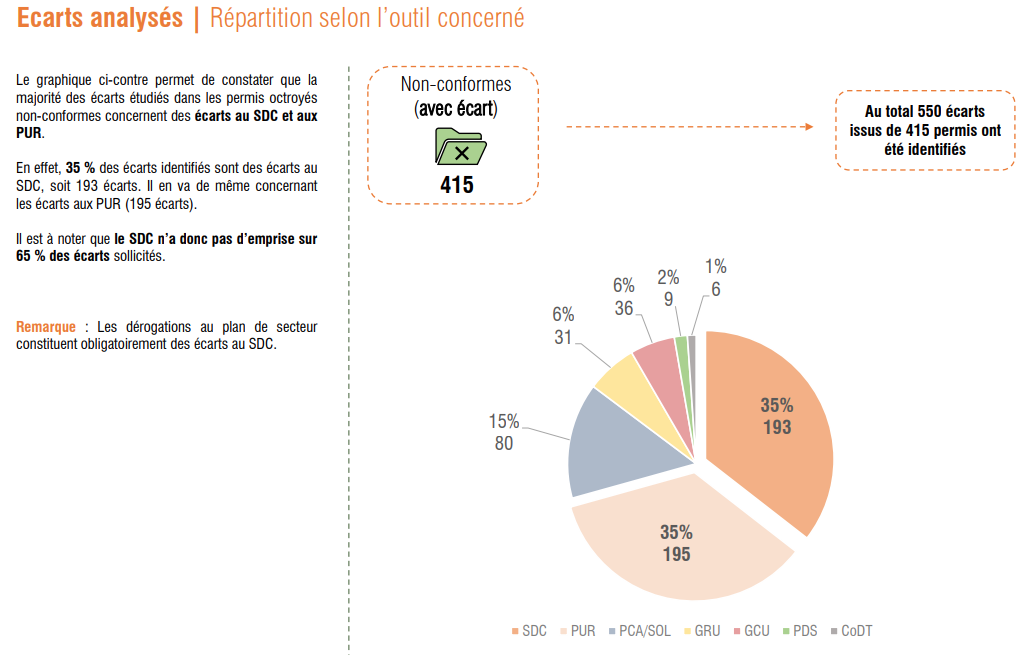 Ecarts analysés | Répartition selon l'outil concerné
Le graphique ci-contre permet de constater que la
majorité des écarts étudiés dans les permis octroyés
non-conformes concernent des écarts au SDC et aux
PUR.
En effet, 35 % des écarts identifiés sont des écarts au
SDC, soit 193 écarts. Il en va de même concernant
les écarts aux PUR (195 écarts).
Il est à noter que le SDC n'a donc pas d'emprise sur
65 % des écarts sollicités.
Remarque : Les dérogations au plan de secteur
constituent obligatoirement des écarts au SDC.
Non-conformes
(avec écart)
415
Au total 550 écarts
issus de 415 permis ont
été identifiés
1%
6
2%
9
6%
36
6%
31
15%
80
35%
193
35%
195
SDC PUR PCA/SOL GRU GCU PDS CoDT